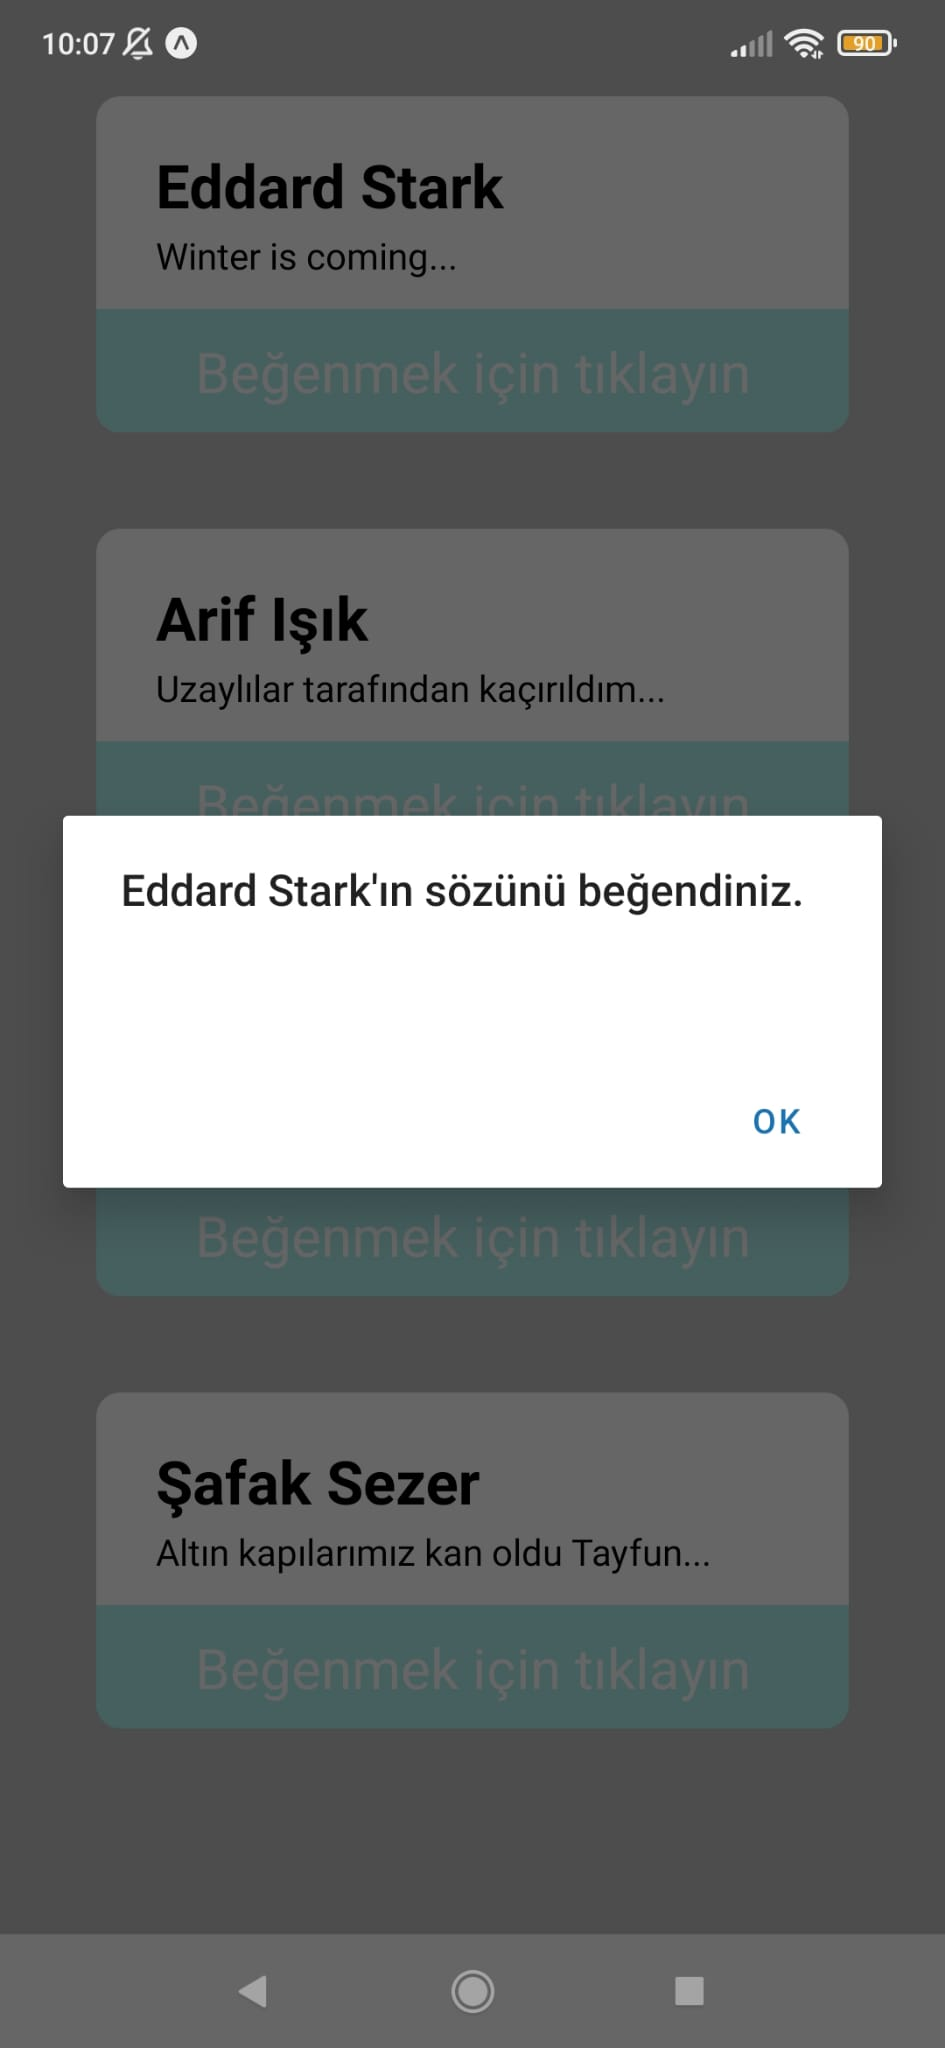 10:07
90
Eddard Stark
Winter is coming...
Beğenmek için tıklayın
Arif Işık
Uzaylılar tarafından kaçırıldım...
Beğenmek için tıklayın
Eddard Stark'ın sözünü beğendiniz.
OK
Beğenmek için tıklayın
Şafak Sezer
Altın kapılarımız kan oldu Tayfun...
Beğenmek için tıklayın